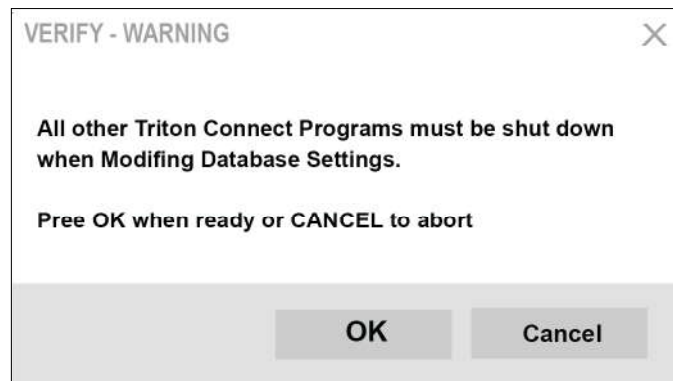 VERIFY - WARNING
All other Triton Connect Programs must be shut down
when Modifing Database Settings.
Pree OK when ready or CANCEL to abort
OK Cancel